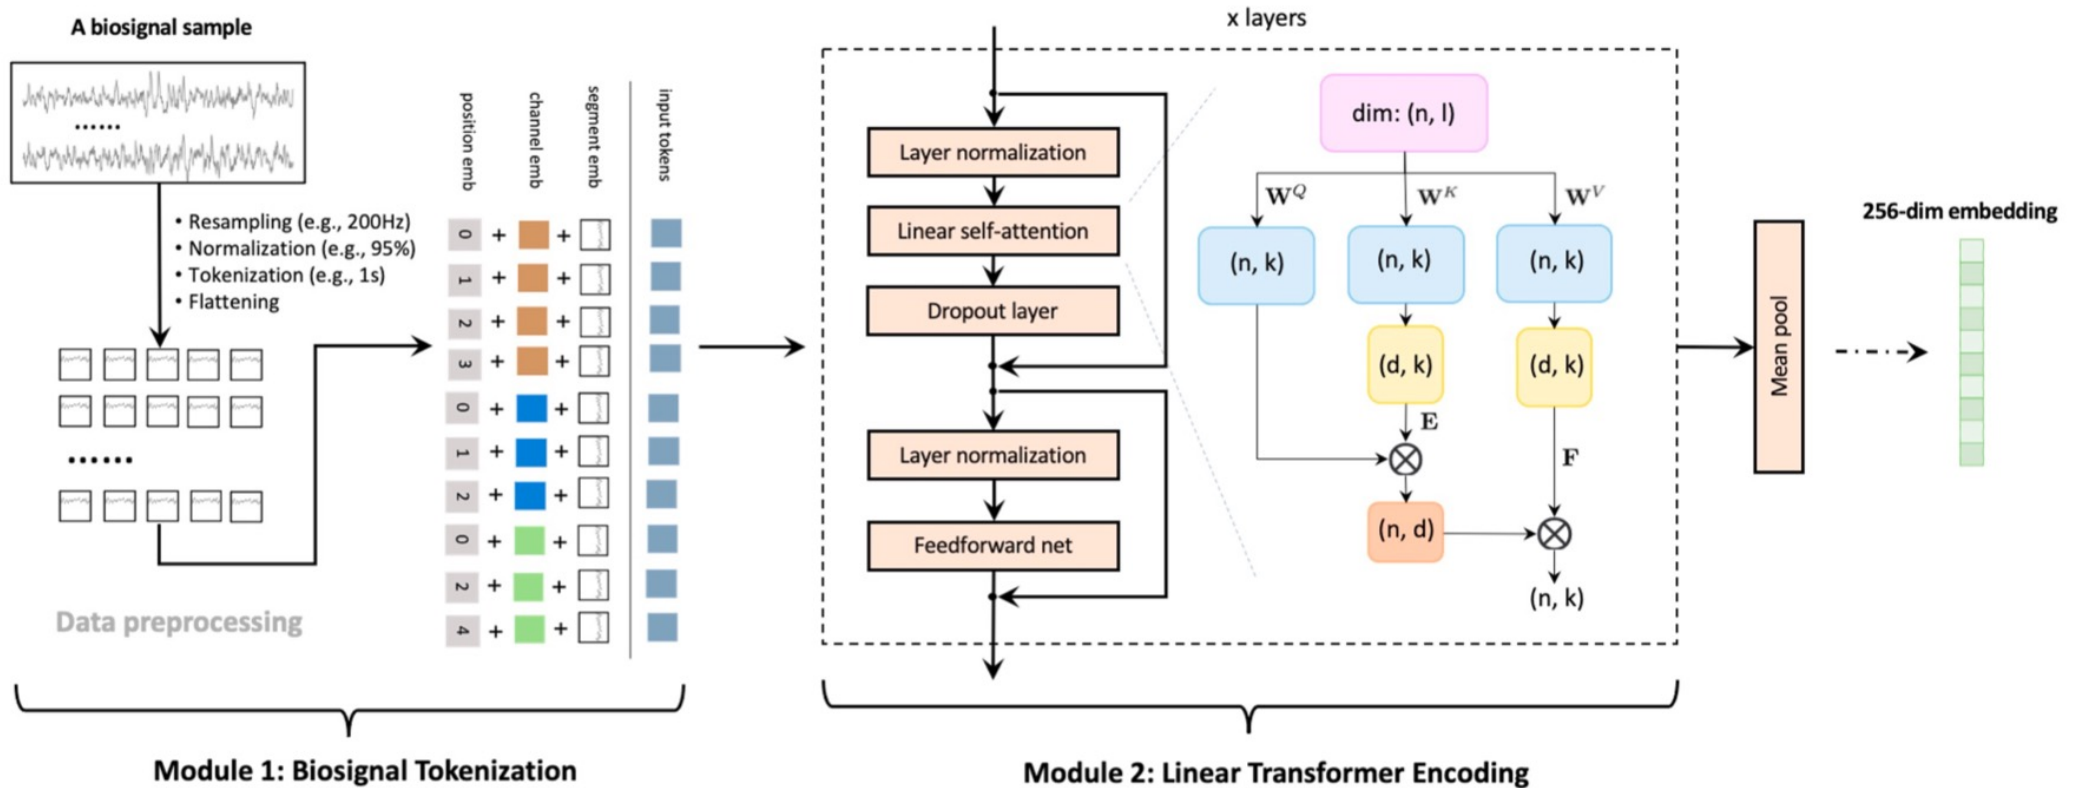 A biosignal sample
......
• Resampling (e.g., 200Hz)
• Normalization (e.g., 95%)
• Tokenization (e.g., 1s)
• Flattening
......
Data preprocessing
position emb
channel emb
segment emb
input tokens
0 + +
1 + +
2 + +
3 + +
0 + +
1 + +
2 + +
0 + +
2 + +
4 + +
Module 1: Biosignal Tokenization
x layers
Layer normalization
Linear self-attention
Dropout layer
Layer normalization
Feedforward net
dim: (n, l)
W^Q
W^K
W^V
(n, k)
(n, k)
(n, k)
(d, k)
(d, k)
E
F
(n, d)
(n, k)
Module 2: Linear Transformer Encoding
Mean pool
256-dim embedding